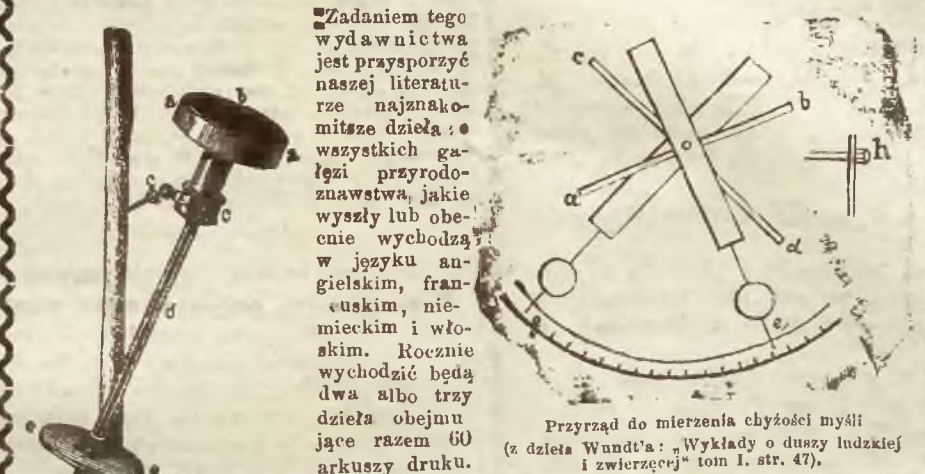 „Zadaniem tego
wydawnictwa
jest przysporzyć
naszej literatu-
rze najznako-
mitsze dzieła
wszystkich ga-
łęzi przyrodo-
znawstwa, jakie
wyszły lub obe-
cnie wychodzą
w języku an-
gielskim, fran-
cuskim, nie-
mieckim i wło-
skim. Rocznie
wychodzić będą
dwa albo trzy
dzieła obejmu
jące razem 60
arkuszy druku.
a b
a
c
d
e
c
b
h
a
d
e
e,
Przyrząd do mierzenia chyżości myśli
(z dzieła Wundt'a: „Wykłady o duszy ludzkiej
i zwierzęcej“ tom I. str. 47).